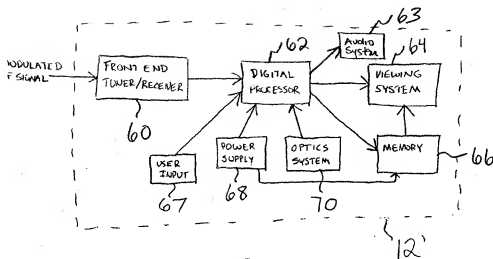 63
62
AUDIO
SYSTEM
64
MODULATED
F SIGNAL
FRONT END
TUNER/RECEIVER
DIGITAL
PROCESSOR
VIEWING
SYSTEM
60
USER
INPUT
POWER
SUPPLY
OPTICS
SYSTEM
MEMORY
66
67
68
70
12'